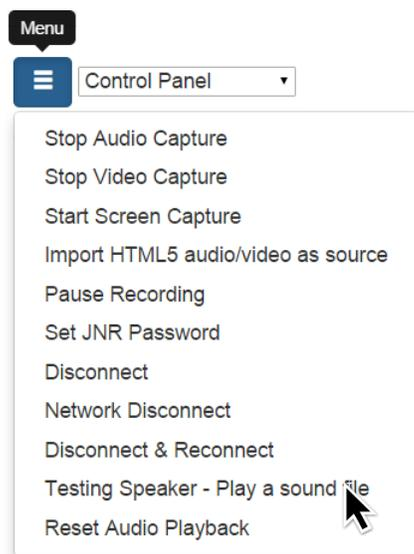 Menu
Control Panel
Stop Audio Capture
Stop Video Capture
Start Screen Capture
Import HTML5 audio/video as source
Pause Recording
Set JNR Password
Disconnect
Network Disconnect
Disconnect & Reconnect
Testing Speaker - Play a sound file
Reset Audio Playback